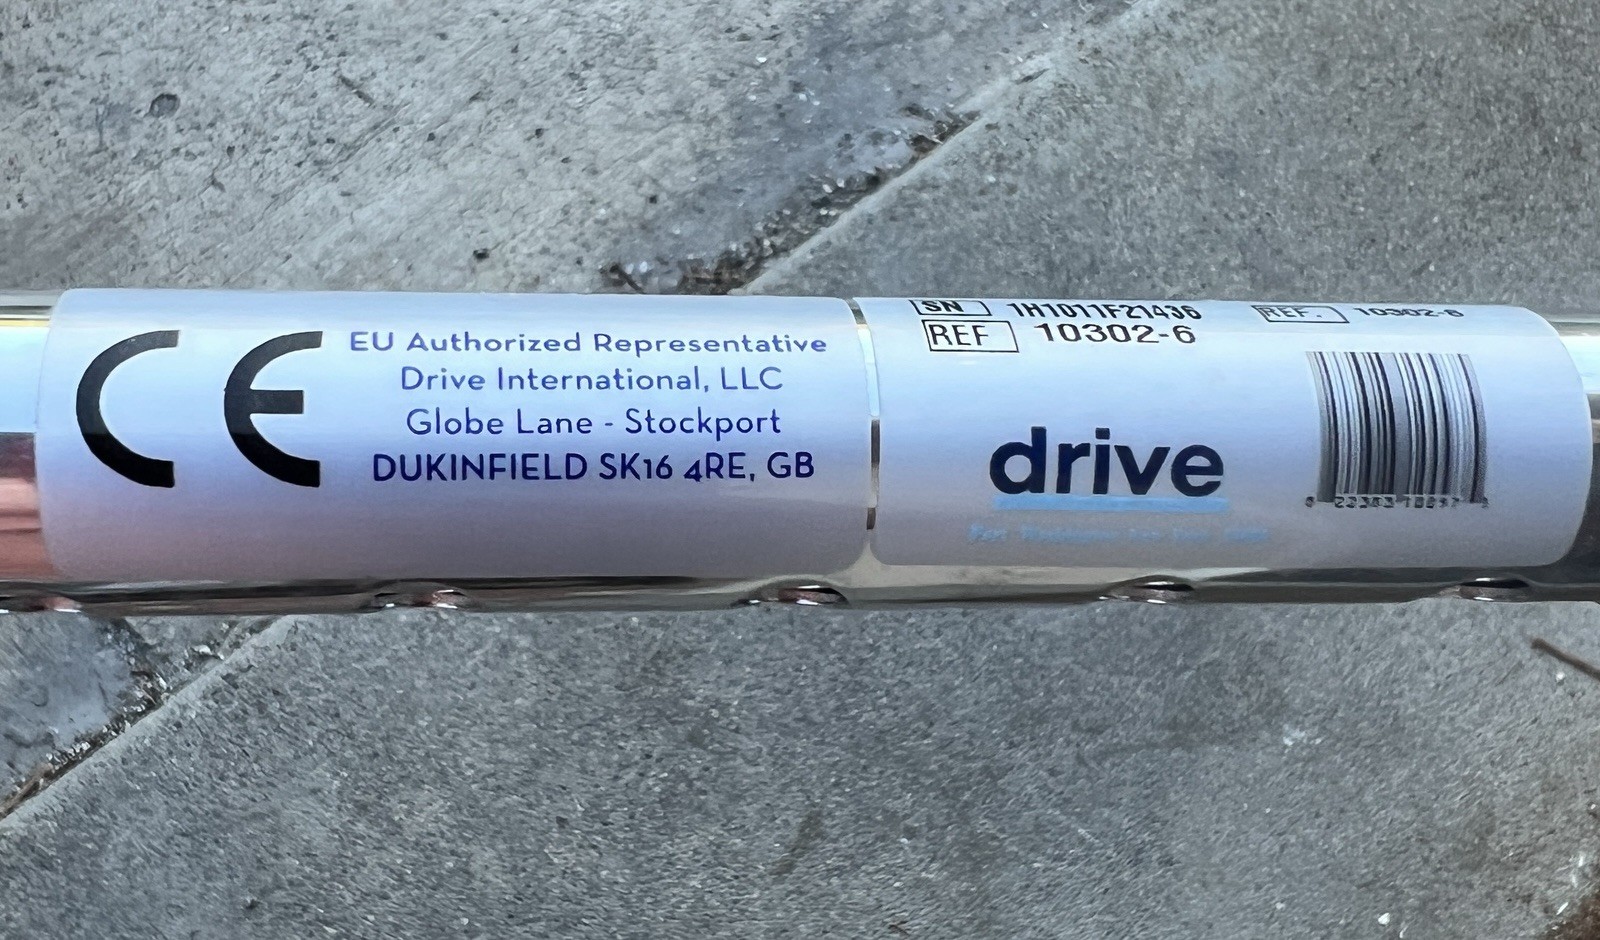 CE
EU Authorized Representative
Drive International, LLC
Globe Lane - Stockport
DUKINFIELD SK16 4RE, GB
SN 1H1011F21436
REF 10302-6
REF. 10302-6
drive